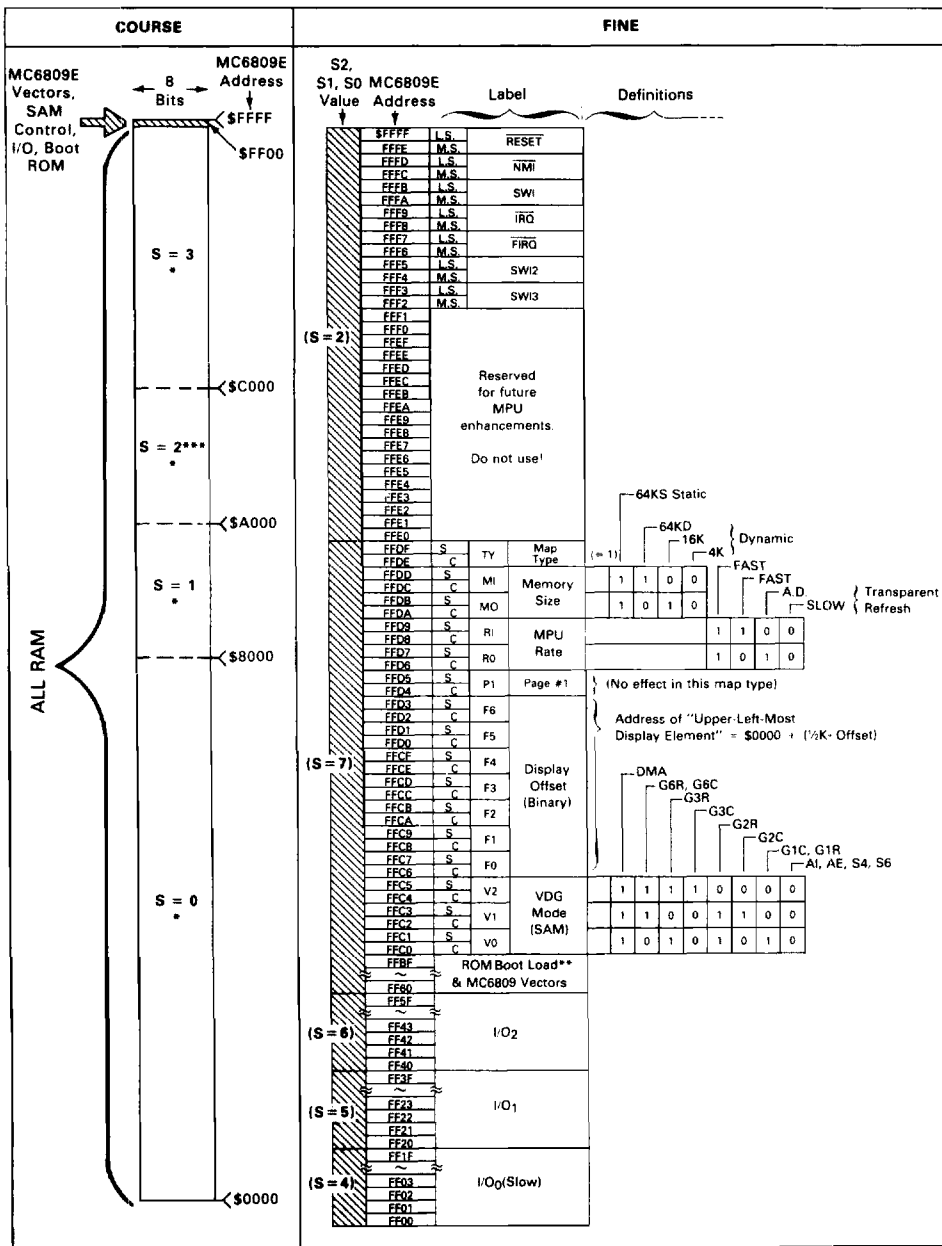 COURSE
FINE
MC6809E
Vectors,
SAM
Control,
I/O, Boot
ROM
8
Bits
MC6809E
Address
$FFFF
$FF00
S = 3
*
$C000
S = 2***
*
$A000
S = 1
*
$8000
ALL RAM
S = 0
*
$0000
S2,
S1, S0
Value
MC6809E
Address
Label
Definitions
(S = 2)
$FFFF L.S. RESET
FFFE M.S.
FFFD L.S. NMI
FFFC M.S.
FFFB L.S. SWI
FFFA M.S.
FFF9 L.S. IRQ
FFF8 M.S.
FFF7 L.S. FIRQ
FFF6 M.S.
FFF5 L.S. SWI2
FFF4 M.S.
FFF3 L.S. SWI3
FFF2 M.S.
FFF1
FFF0
FFEF
FFEE
FFED
FFEC
FFEB
FFEA
FFE9
FFE8
FFE7
FFE6
FFE5
FFE4
FFE3
FFE2
FFE1
FFE0
Reserved
for future
MPU
enhancements.
Do not use!
64KS Static
64KD
16K
4K
Dynamic
(S = 7)
FFDF S TY Map
FFDE C Type
(= 1)
FFDD S M1 Memory 1 1 0 0
FFDC C Size
FFDB S M0 1 0 1 0
FFDA C
FAST
FAST
A.D.
SLOW
Transparent
Refresh
FFD9 S R1 MPU 1 1 0 0
FFD8 C Rate
FFD7 S R0 1 0 1 0
FFD6 C
FFD5 S P1 Page #1 (No effect in this map type)
FFD4 C
FFD3 S F6
FFD2 C
FFD1 S F5
FFD0 C
FFCF S F4
FFCE C
FFCD S F3
FFCC C
FFCB S F2
FFCA C
FFC9 S F1
FFC8 C
FFC7 S F0
FFC6 C
Display
Offset
(Binary)
Address of "Upper-Left-Most
Display Element" = $0000 + (½K- Offset)
DMA
G6R, G6C
G3R
G3C
G2R
G2C
G1C, G1R
AI, AE, S4, S6
FFC5 S V2 1 1 1 1 0 0 0 0
FFC4 C
FFC3 S V1 1 1 0 0 1 1 0 0
FFC2 C
FFC1 S V0 1 0 1 0 1 0 1 0
FFC0 C
VDG
Mode
(SAM)
FFBF
~
FF60
ROM Boot Load**
& MC6809 Vectors
(S = 6)
FF5F
~
FF43
FF42
FF41
FF40
I/O2
(S = 5)
FF3F
~
FF23
FF22
FF21
FF20
I/O1
(S = 4)
FF1F
~
FF03
FF02
FF01
FF00
I/O0(Slow)